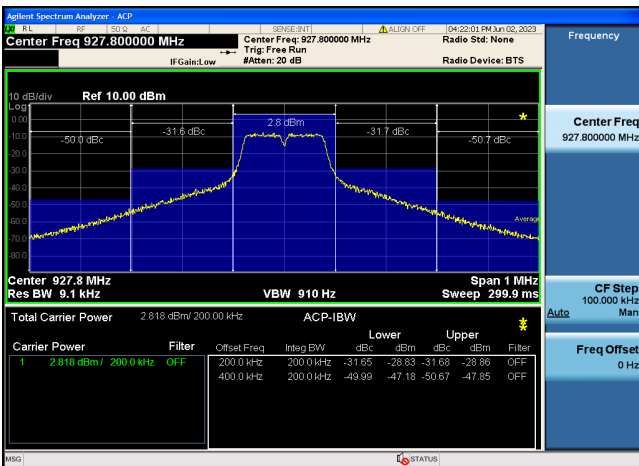 Agilent Spectrum Analyzer - ACP
RL RF 50 Ω AC SENSE:INT ALIGN OFF 04:22:01 PM Jun 02, 2023
Center Freq 927.800000 MHz
Center Freq: 927.800000 MHz
Radio Std: None
Trig: Free Run
IFGain:Low
#Atten: 20 dB
Radio Device: BTS
Frequency
10 dB/div Ref 10.00 dBm
Log
0.00
-10.0
-20.0
-30.0
-40.0
-50.0
-60.0
-70.0
-80.0
-50.0 dBc
-31.6 dBc
2.8 dBm
-31.7 dBc
-50.7 dBc
Average
Center Freq
927.800000 MHz
Center 927.8 MHz
Span 1 MHz
Res BW 9.1 kHz
VBW 910 Hz
Sweep 299.9 ms
CF Step
100.000 kHz
Auto Man
Freq Offset
0 Hz
Total Carrier Power 2.818 dBm/ 200.00 kHz ACP-IBW
Lower Upper
Carrier Power Filter
Offset Freq Integ BW dBc dBm dBc dBm Filter
1 2.818 dBm / 200.0 kHz OFF
200.0 kHz 200.0 kHz -31.65 -28.83 -31.68 -28.86 OFF
400.0 kHz 200.0 kHz -49.99 -47.18 -50.67 -47.85 OFF
MSG
STATUS